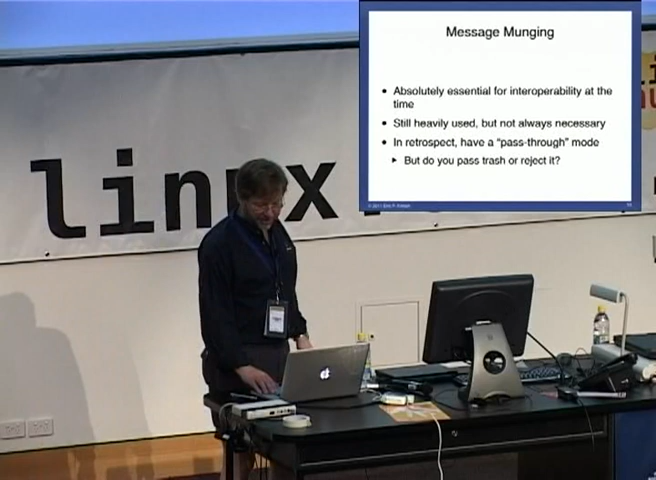 Message Munging
• Absolutely essential for interoperability at the
time
• Still heavily used, but not always necessary
• In retrospect, have a "pass-through" mode
▸ But do you pass trash or reject it?
linux